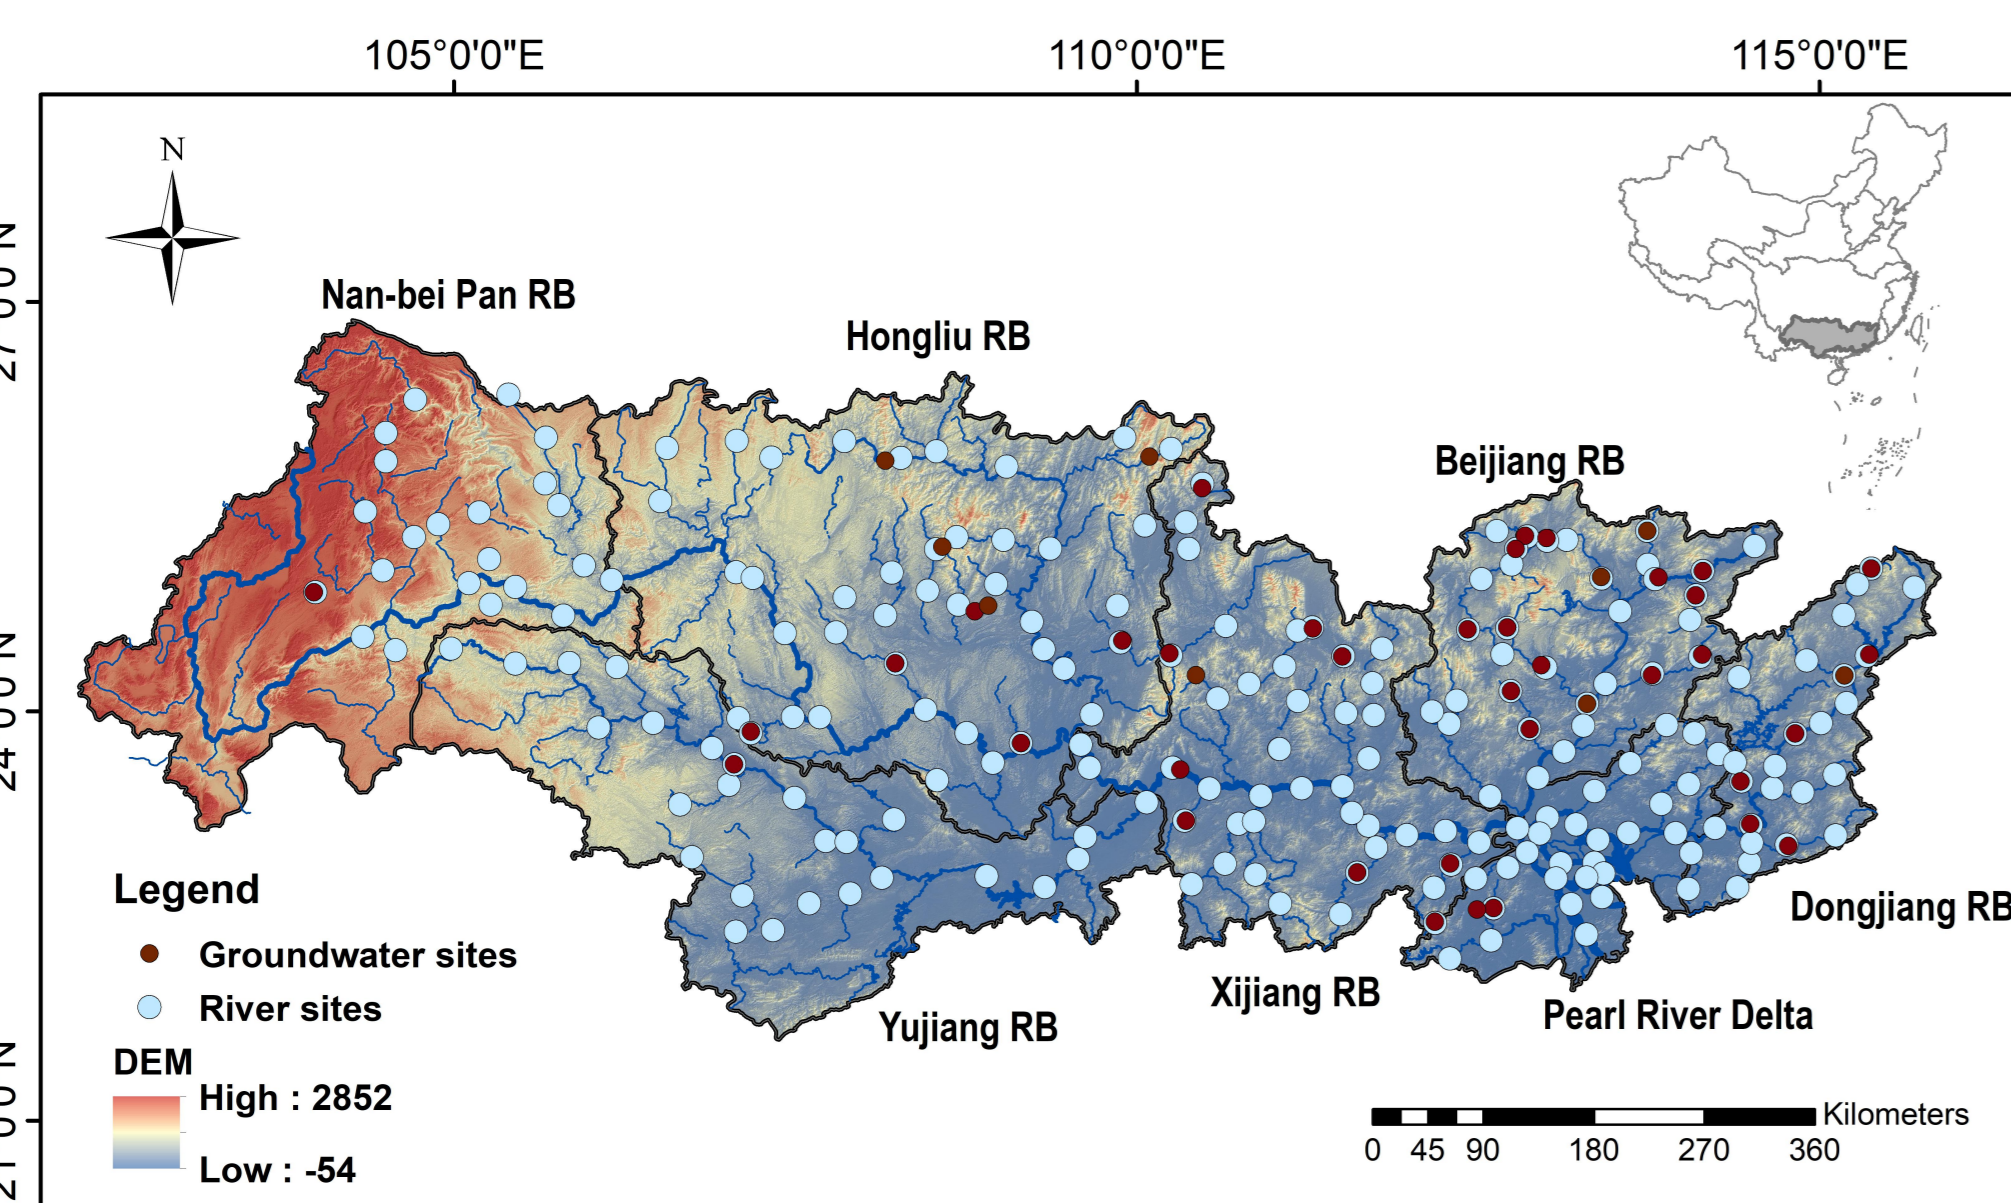 105°0'0"E
110°0'0"E
115°0'0"E
N
Nan-bei Pan RB
Hongliu RB
Beijiang RB
Dongjiang RB
Xijiang RB
Pearl River Delta
Yujiang RB
Legend
Groundwater sites
River sites
DEM
High : 2852
Low : -54
Kilometers
0 45 90 180 270 360